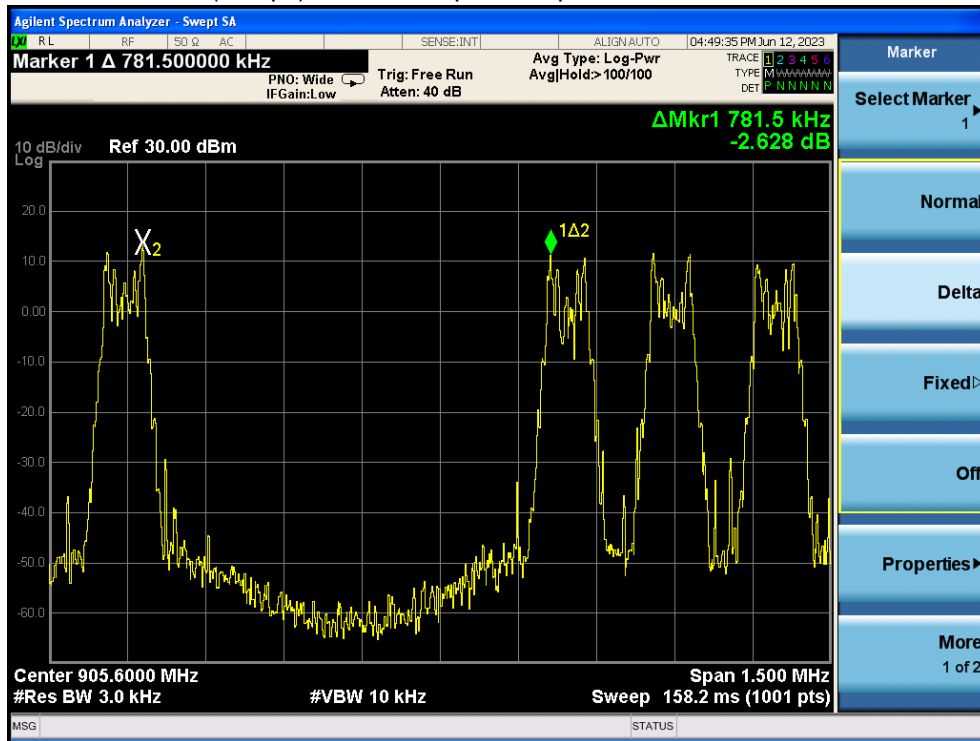 Agilent Spectrum Analyzer - Swept SA
LXI RL RF 50 Ω AC SENSE:INT ALIGN AUTO 04:49:35 PM Jun 12, 2023
Marker 1 Δ 781.500000 kHz
PNO: Wide
IFGain:Low
Trig: Free Run
Atten: 40 dB
Avg Type: Log-Pwr
Avg|Hold:>100/100
TRACE 1 2 3 4 5 6
TYPE M WWWWW
DET P N N N N N
ΔMkr1 781.5 kHz
-2.628 dB
10 dB/div Ref 30.00 dBm
Log
20.0
10.0
0.00
-10.0
-20.0
-30.0
-40.0
-50.0
-60.0
X2
1Δ2
Center 905.6000 MHz Span 1.500 MHz
#Res BW 3.0 kHz #VBW 10 kHz Sweep 158.2 ms (1001 pts)
MSG STATUS
Marker
Select Marker
1
Normal
Delta
Fixed
Off
Properties
More
1 of 2